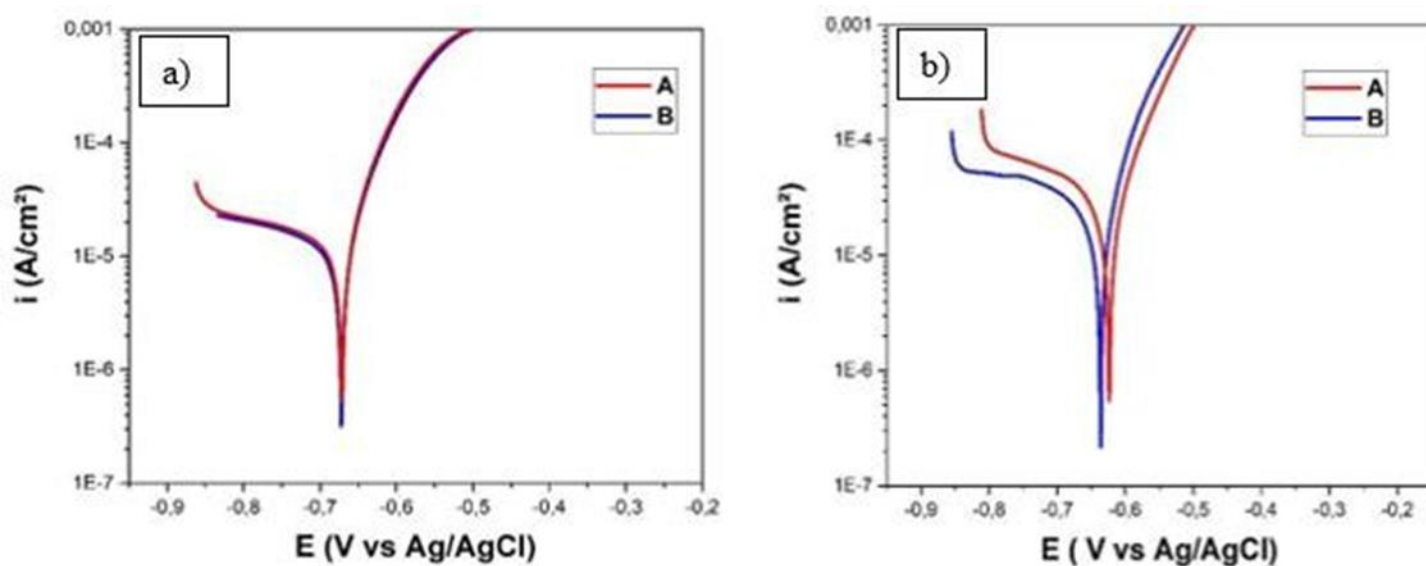 a)
A
B
0,001
1E-4
1E-5
1E-6
1E-7
i (A/cm²)
-0,9 -0,8 -0,7 -0,6 -0,5 -0,4 -0,3 -0,2
E (V vs Ag/AgCl)
b)
A
B
0,001
1E-4
1E-5
1E-6
1E-7
i (A/cm²)
-0,9 -0,8 -0,7 -0,6 -0,5 -0,4 -0,3 -0,2
E ( V vs Ag/AgCl)